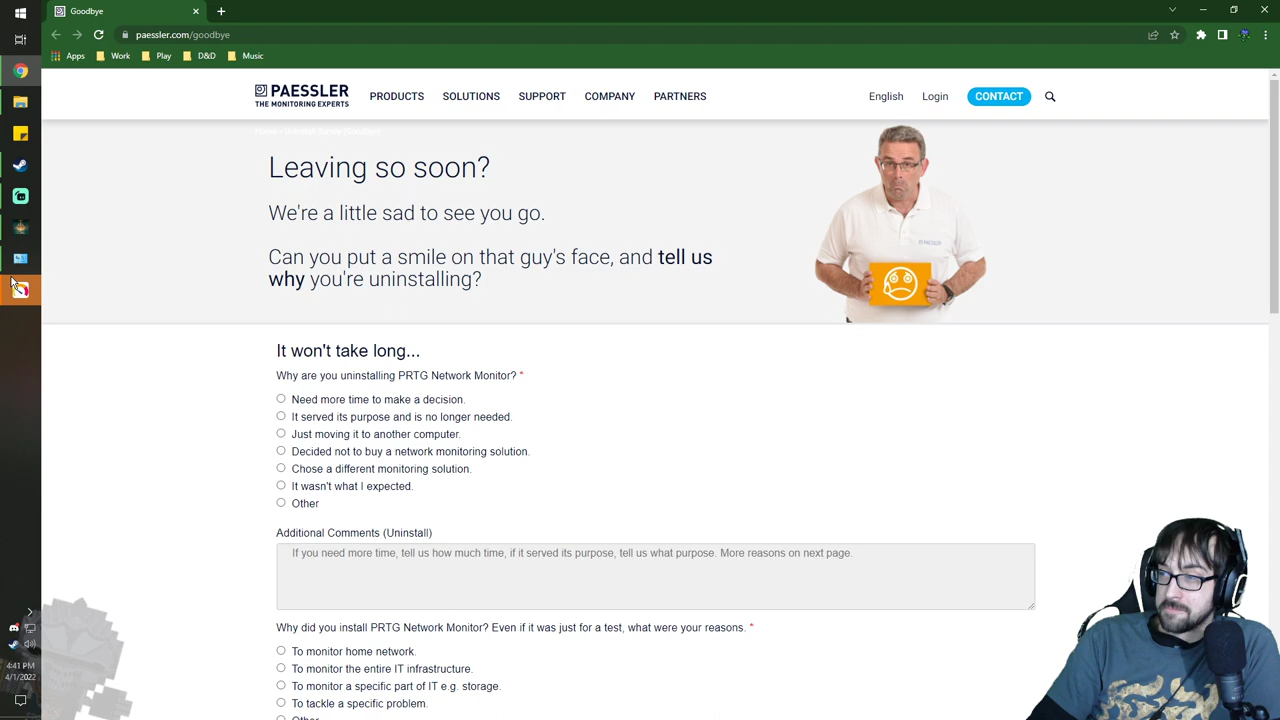 Goodbye
paessler.com/goodbye
Apps Work Play D&D Music
PAESSLER
THE MONITORING EXPERTS
PRODUCTS SOLUTIONS SUPPORT COMPANY PARTNERS
English Login CONTACT
Home > Uninstall Survey (Goodbye)
Leaving so soon?
We're a little sad to see you go.
Can you put a smile on that guy's face, and tell us
why you're uninstalling?
PAESSLER
It won't take long...
Why are you uninstalling PRTG Network Monitor? *
Need more time to make a decision.
It served its purpose and is no longer needed.
Just moving it to another computer.
Decided not to buy a network monitoring solution.
Chose a different monitoring solution.
It wasn't what I expected.
Other
Additional Comments (Uninstall)
If you need more time, tell us how much time, if it served its purpose, tell us what purpose. More reasons on next page.
Why did you install PRTG Network Monitor? Even if it was just for a test, what were your reasons. *
To monitor home network.
To monitor the entire IT infrastructure.
To monitor a specific part of IT e.g. storage.
To tackle a specific problem.
Other
4:41 PM
4/1/2022